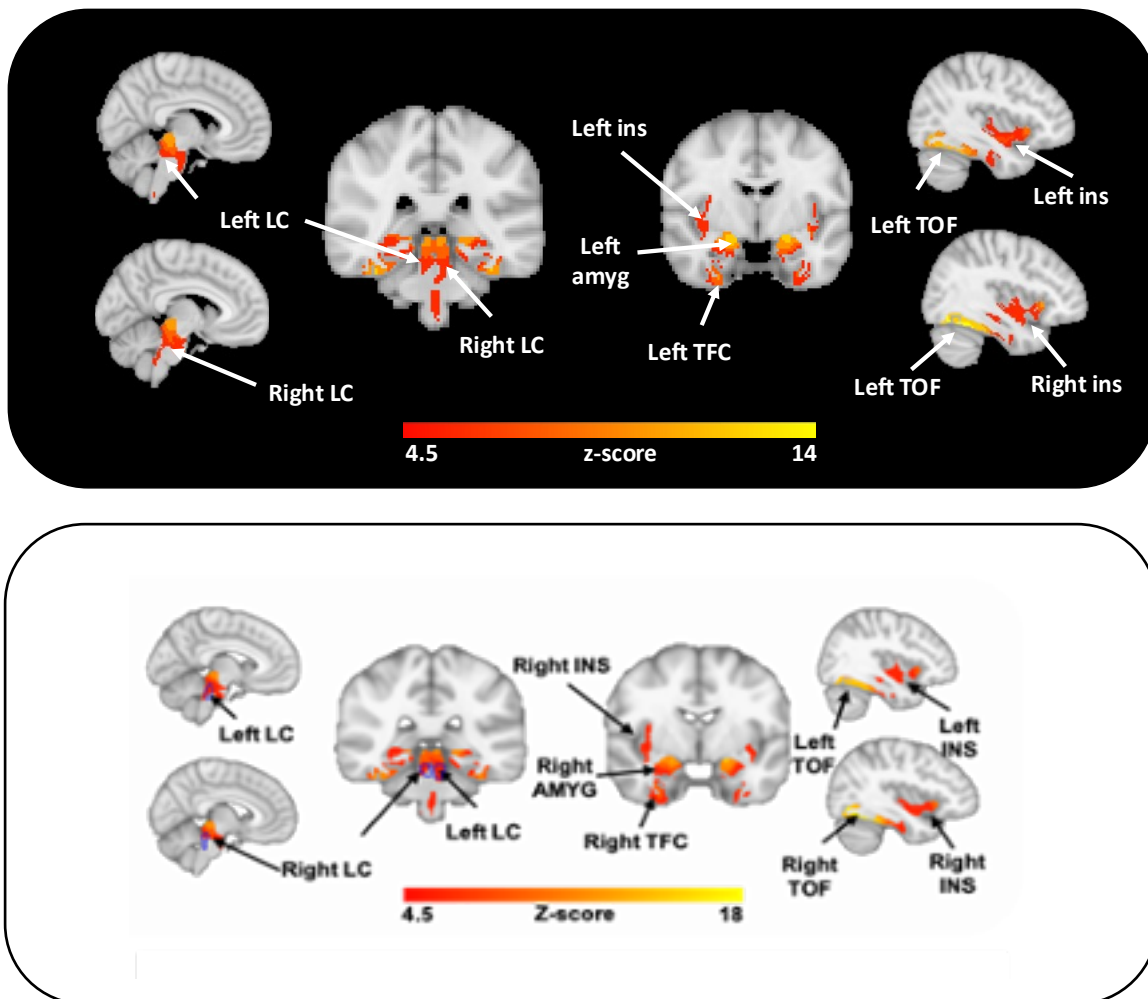 Left ins
Left ins
Left LC
Left TOF
Left
amyg
Right LC
Left TFC
Right LC
Left TOF
Right ins
4.5
z-score
14
Right INS
Left LC
Left
TOF
Left
INS
Right
AMYG
Left LC
Right TFC
Right LC
Right
TOF
Right
INS
4.5
Z-score
18